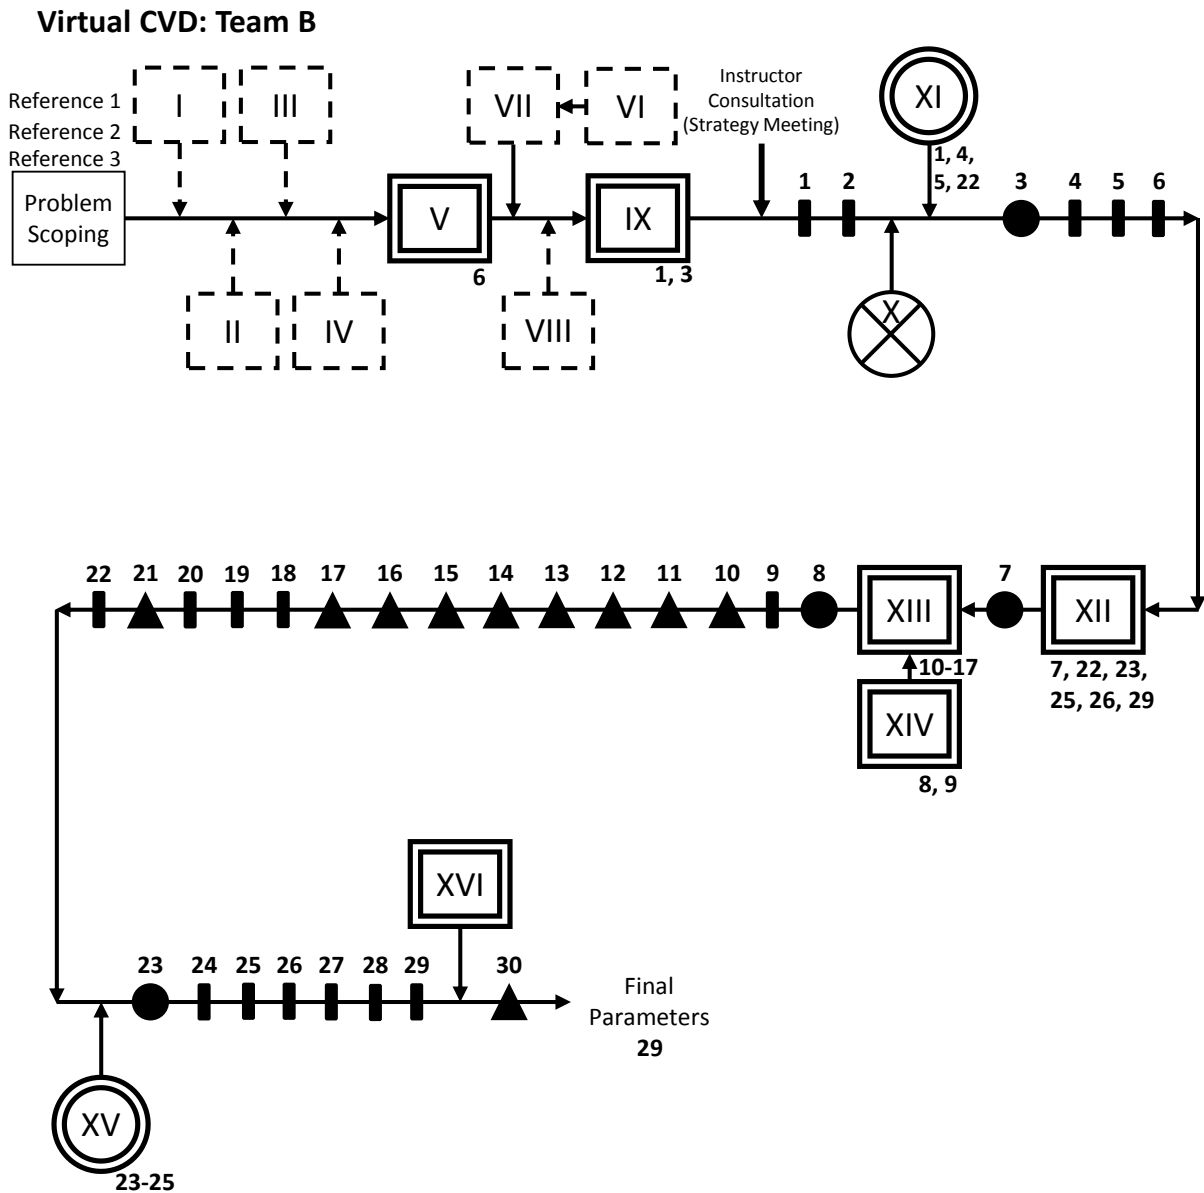 Virtual CVD: Team B
Reference 1
Reference 2
Reference 3
Problem
Scoping
I
III
II
IV
V
6
VII
VI
VIII
IX
1, 3
Instructor
Consultation
(Strategy Meeting)
1
2
X
XI
1, 4,
5, 22
3
4
5
6
22
21
20
19
18
17
16
15
14
13
12
11
10
9
8
XIII
10-17
XIV
8, 9
7
XII
7, 22, 23,
25, 26, 29
XV
23-25
23
24
25
26
27
28
29
XVI
30
Final
Parameters
29